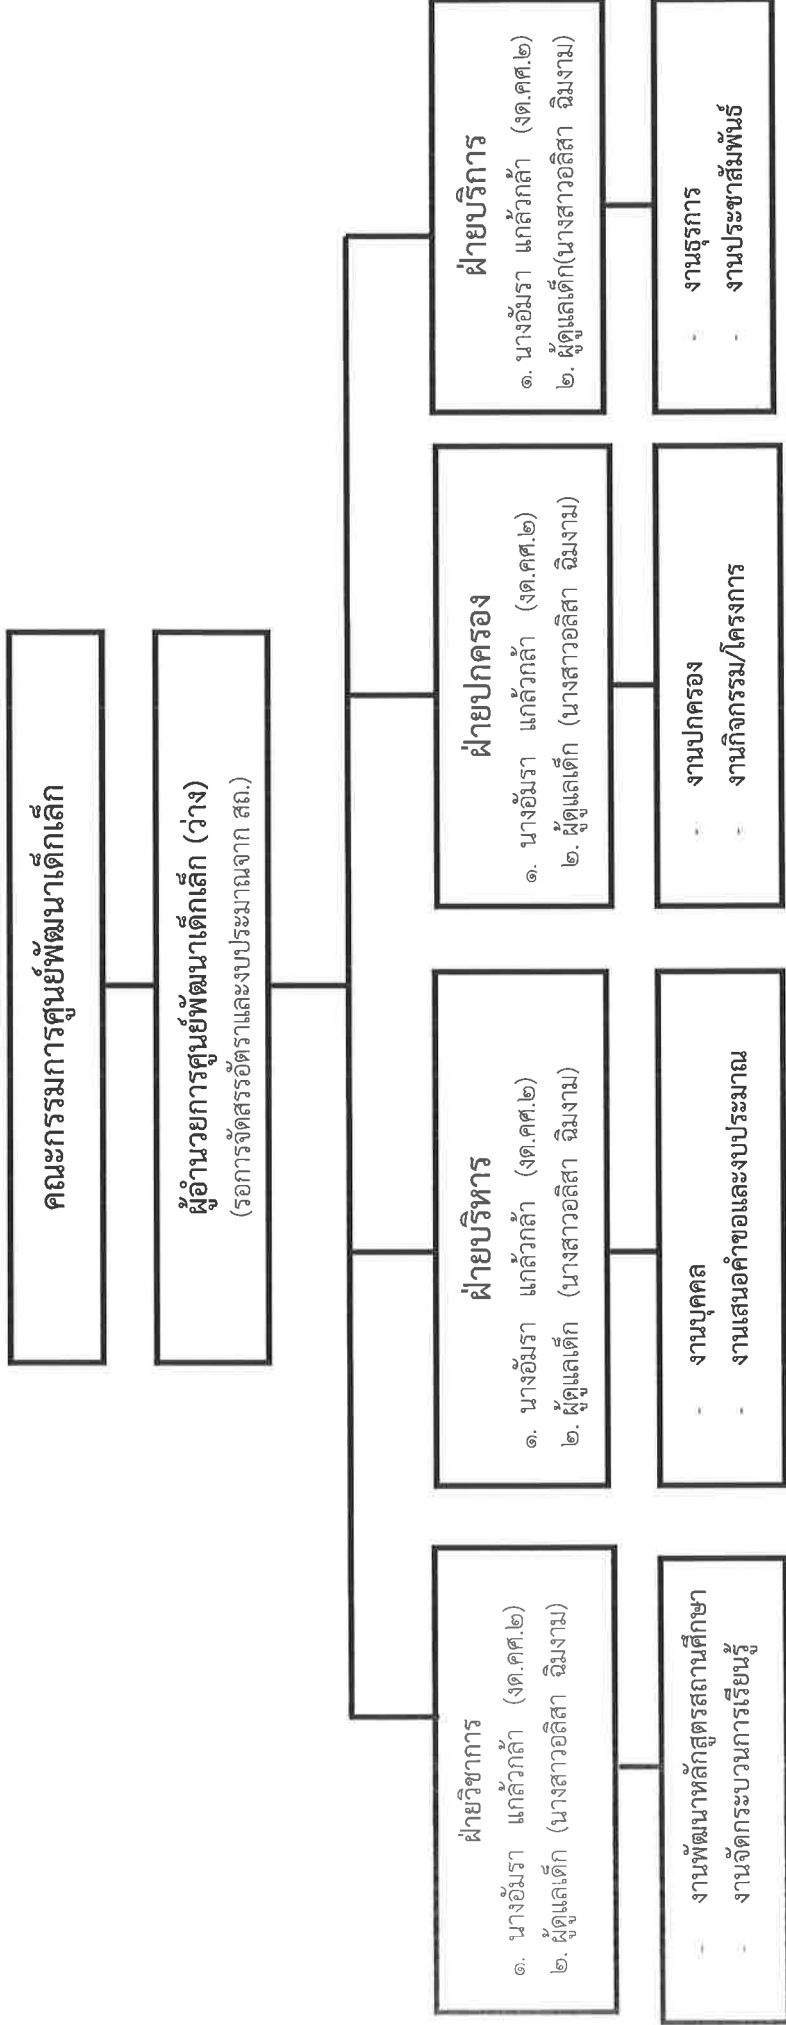 คณะกรรมการศูนย์พัฒนาเด็กเล็ก
ผู้อำนวยการศูนย์พัฒนาเด็กเล็ก (ว่าง)
(รอการจัดสรรอัตราและงบประมาณจาก สถ.)
ฝ่ายวิชาการ
๑. นางอัมรา แกล้วกล้า (งด.คศ.๒)
๒. ผู้ดูแลเด็ก (นางสาวอลิสา ฉิมงาม)
- งานพัฒนาหลักสูตรสถานศึกษา
- งานจัดกระบวนการเรียนรู้
ฝ่ายบริหาร
๑. นางอัมรา แกล้วกล้า (งด.คศ.๒)
๒. ผู้ดูแลเด็ก (นางสาวอลิสา ฉิมงาม)
- งานบุคคล
- งานเสนอคำขอและงบประมาณ
ฝ่ายปกครอง
๑. นางอัมรา แกล้วกล้า (งด.คศ.๒)
๒. ผู้ดูแลเด็ก (นางสาวอลิสา ฉิมงาม)
- งานปกครอง
- งานกิจกรรม/โครงการ
ฝ่ายบริการ
๑. นางอัมรา แกล้วกล้า (งด.คศ.๒)
๒. ผู้ดูแลเด็ก(นางสาวอลิสา ฉิมงาม)
- งานธุรการ
- งานประชาสัมพันธ์